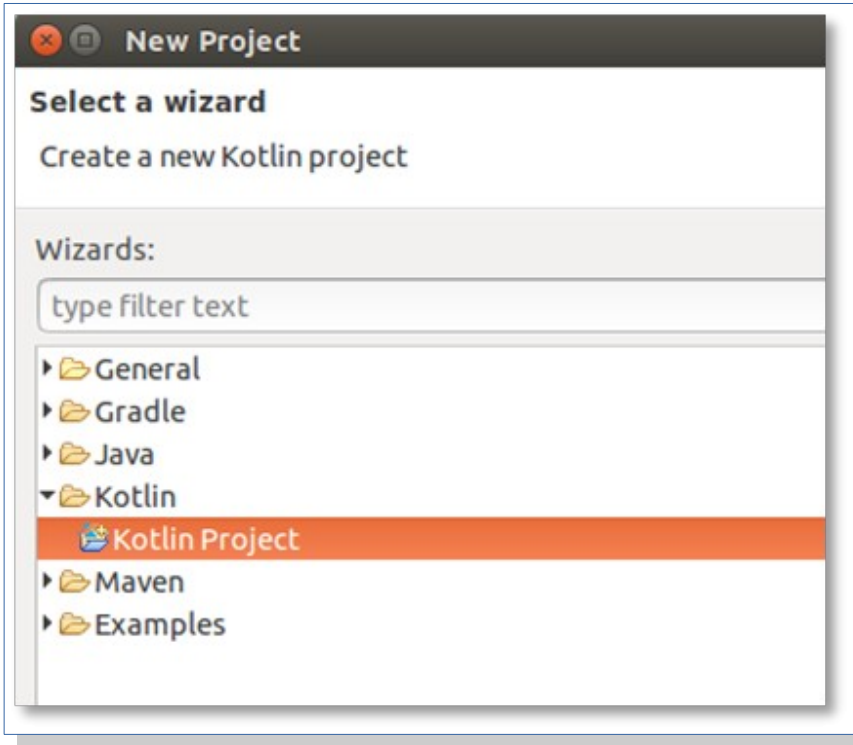 New Project
Select a wizard
Create a new Kotlin project
Wizards:
type filter text
General
Gradle
Java
Kotlin
Kotlin Project
Maven
Examples